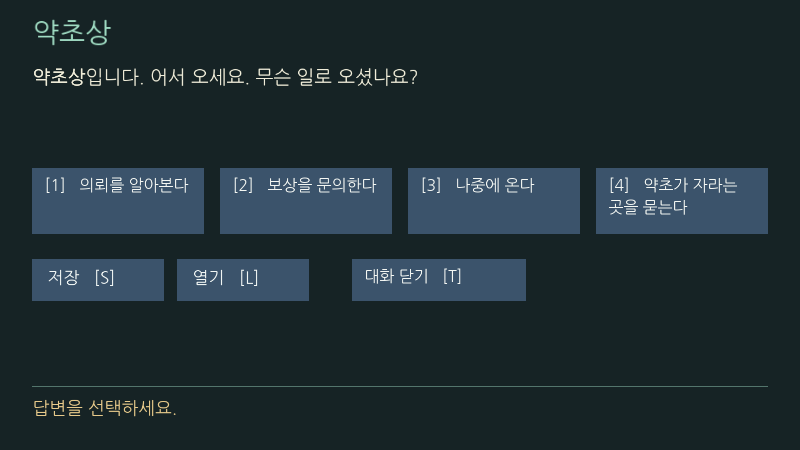 약초상
약초상입니다. 어서 오세요. 무슨 일로 오셨나요?
[1] 의뢰를 알아본다
[2] 보상을 문의한다
[3] 나중에 온다
[4] 약초가 자라는
곳을 묻는다
저장 [S]
열기 [L]
대화 닫기 [T]
답변을 선택하세요.